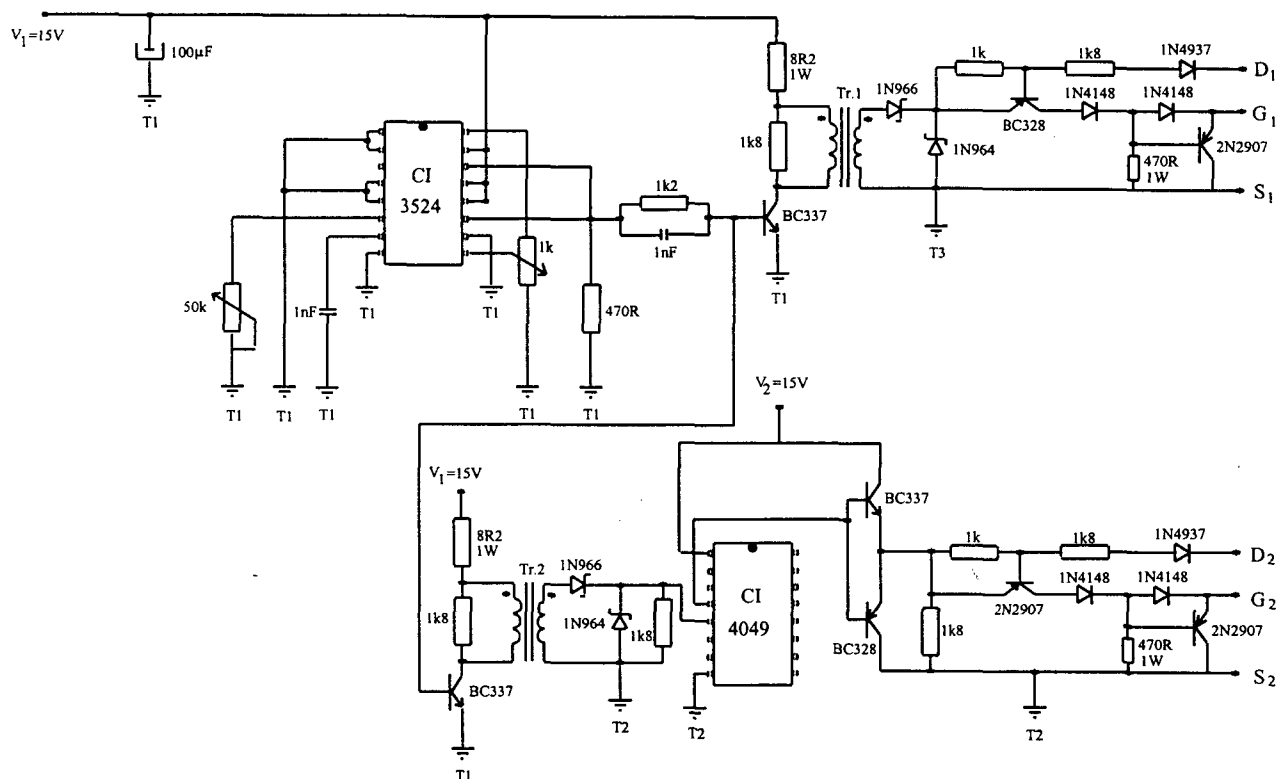 V1=15V
100µF
T1
8R2
1W
1k8
Tr.1
1N966
1N964
1k
1k8
1N4937
D1
BC328
1N4148
1N4148
G1
2N2907
470R
1W
S1
T3
CI
3524
1k2
1nF
BC337
T1
1k
50k
1nF
T1
T1
470R
T1
T1
T1
T1
T1
V2=15V
V1=15V
8R2
1W
1k8
Tr.2
1N966
1N964
1k8
BC337
T1
T2
CI
4049
T2
BC337
BC328
1k
1k8
1N4937
D2
2N2907
1N4148
1N4148
G2
2N2907
1k8
470R
1W
S2
T2